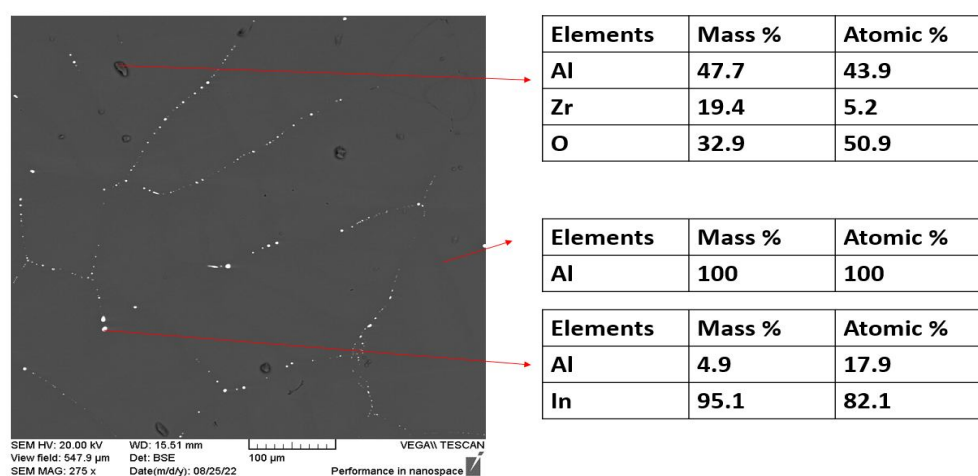 Elements Mass % Atomic %
Al 47.7 43.9
Zr 19.4 5.2
O 32.9 50.9
Elements Mass % Atomic %
Al 100 100
Elements Mass % Atomic %
Al 4.9 17.9
In 95.1 82.1
SEM HV: 20.00 kV WD: 15.51 mm VEGA\\ TESCAN
View field: 547.9 µm Det: BSE 100 µm
SEM MAG: 275 x Date(m/d/y): 08/25/22 Performance in nanospace